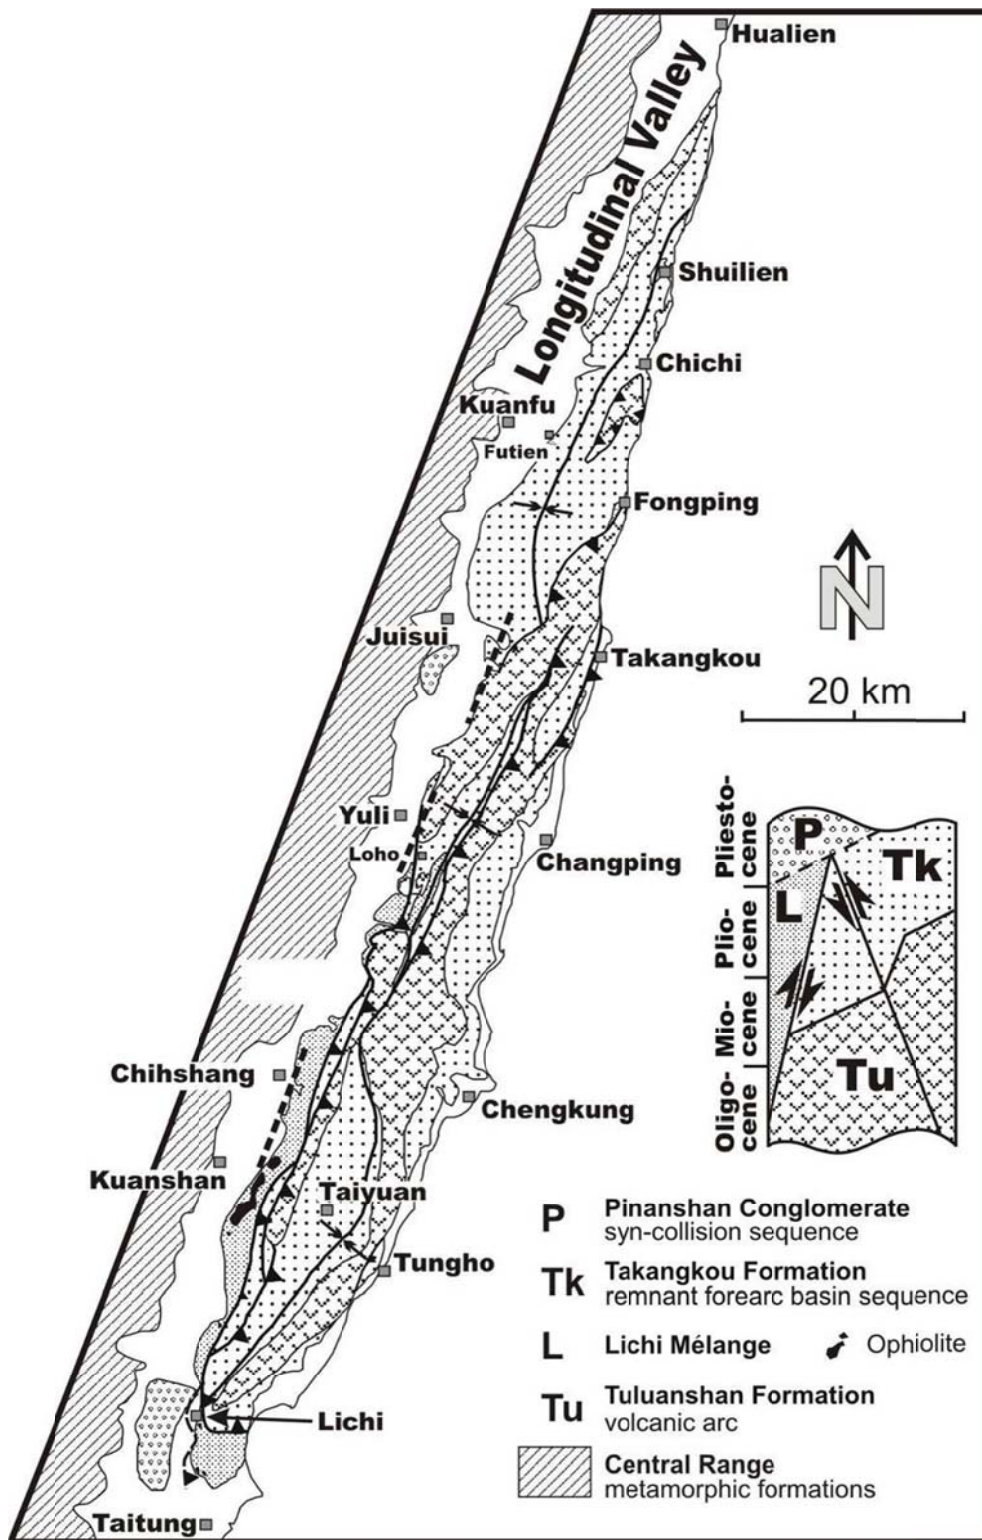 Hualien
Longitudinal Valley
Shuilien
Chichi
Kuanfu
Futien
Fongping
N
Juisui
Takangkou
20 km
Yuli
Loho
Changping
Pliesto-
cene
Plio-
cene
Mio-
cene
Oligo-
cene
P
Tk
L
Tu
Chihshang
Chengkung
Kuanshan
Taiyuan
Tungho
Lichi
Taitung
P Pinanshan Conglomerate
syn-collision sequence
Tk Takangkou Formation
remnant forearc basin sequence
L Lichi Mélange Ophiolite
Tu Tuluanshan Formation
volcanic arc
Central Range
metamorphic formations